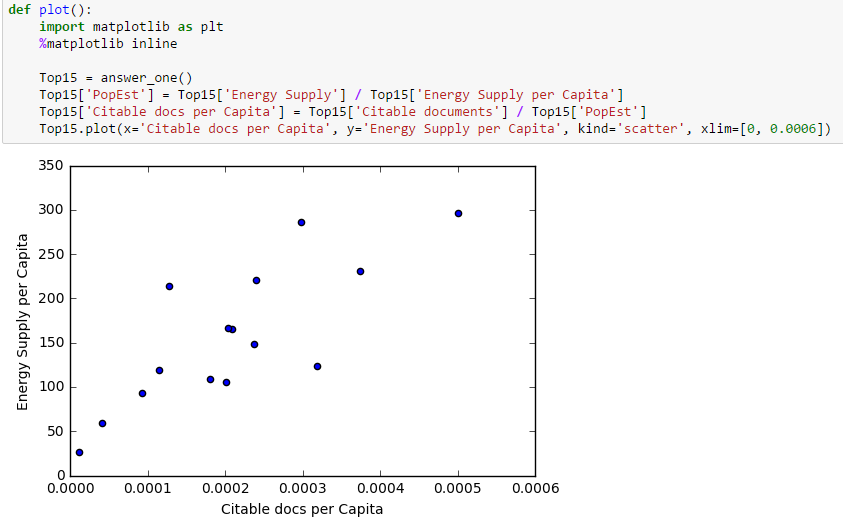 def plot():
    import matplotlib as plt
    %matplotlib inline
    Top15 = answer_one()
    Top15['PopEst'] = Top15['Energy Supply'] / Top15['Energy Supply per Capita']
    Top15['Citable docs per Capita'] = Top15['Citable documents'] / Top15['PopEst']
    Top15.plot(x='Citable docs per Capita', y='Energy Supply per Capita', kind='scatter', xlim=[0, 0.0006])
350
300
250
200
150
100
50
0
Energy Supply per Capita
0.0000 0.0001 0.0002 0.0003 0.0004 0.0005 0.0006
Citable docs per Capita